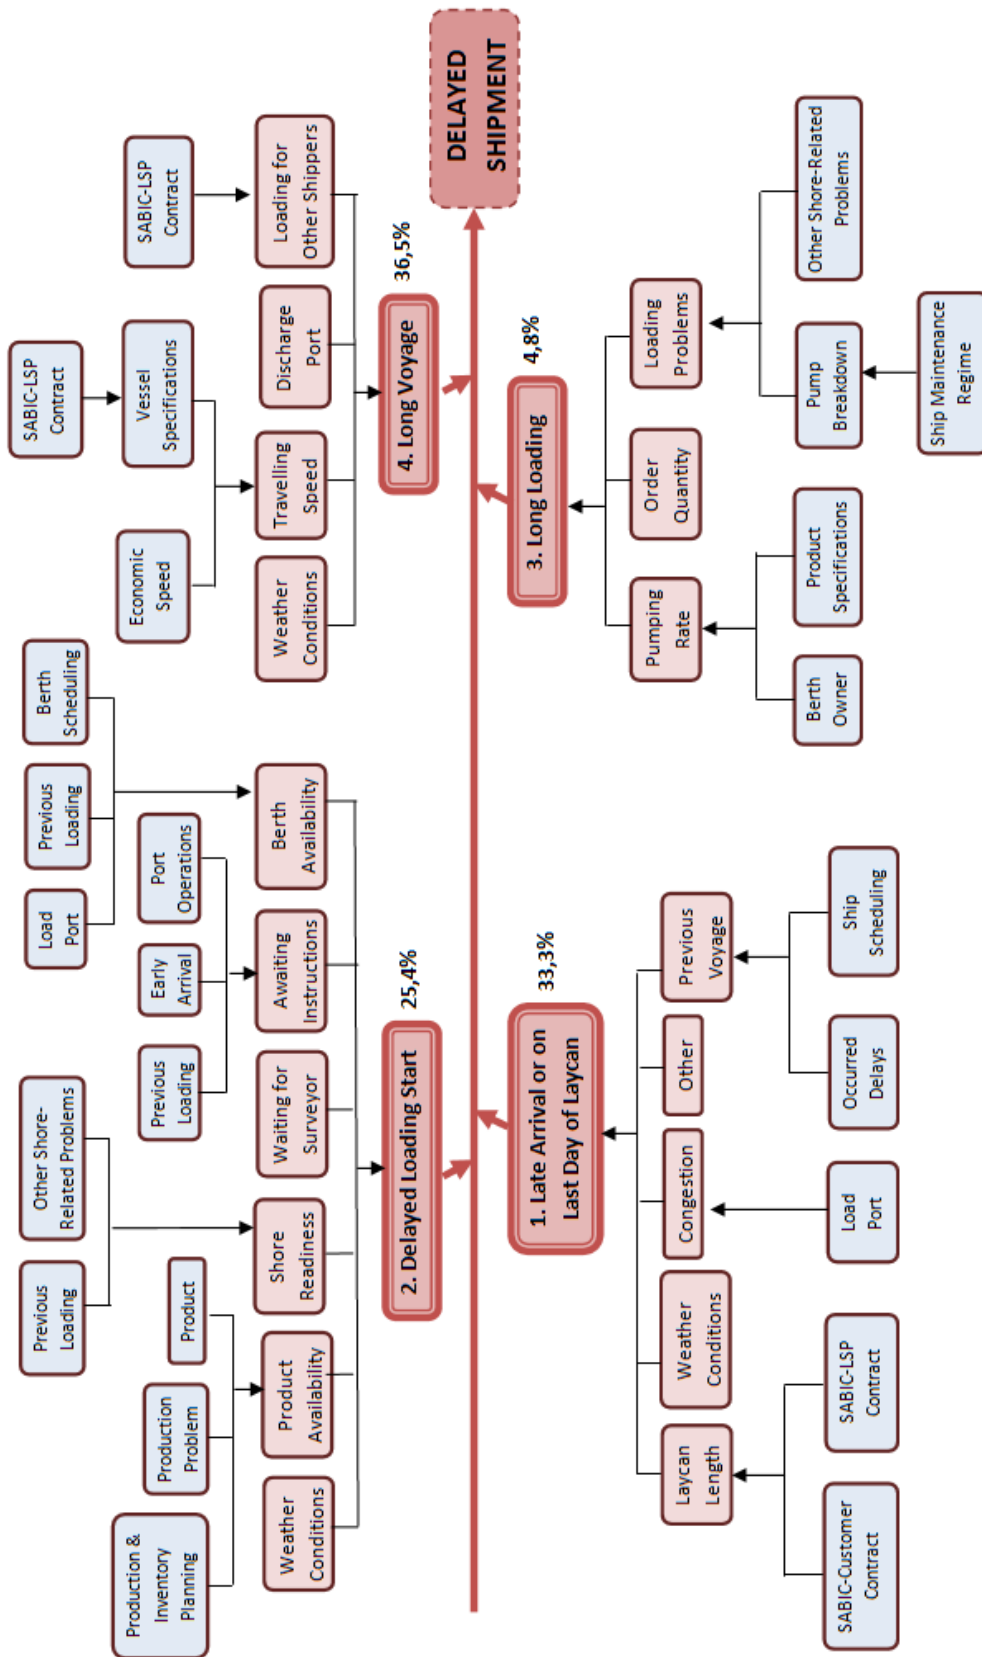 Production &
Inventory
Planning
Production
Problem
Product
Previous
Loading
Other Shore-
Related Problems
Previous
Loading
Early
Arrival
Port
Operations
Load
Port
Previous
Loading
Berth
Scheduling
Economic
Speed
SABIC-LSP
Contract
Vessel
Specifications
SABIC-LSP
Contract
Weather
Conditions
Product
Availability
Shore
Readiness
Waiting for
Surveyor
Awaiting
Instructions
Berth
Availability
Weather
Conditions
Travelling
Speed
Discharge
Port
Loading for
Other Shippers
2. Delayed Loading Start
25,4%
4. Long Voyage
36,5%
DELAYED
SHIPMENT
1. Late Arrival or on
Last Day of Laycan
33,3%
3. Long Loading
4,8%
Laycan
Length
Weather
Conditions
Congestion
Other
Previous
Voyage
Pumping
Rate
Order
Quantity
Loading
Problems
SABIC-Customer
Contract
SABIC-LSP
Contract
Load
Port
Occurred
Delays
Ship
Scheduling
Berth
Owner
Product
Specifications
Pump
Breakdown
Other Shore-Related
Problems
Ship Maintenance
Regime